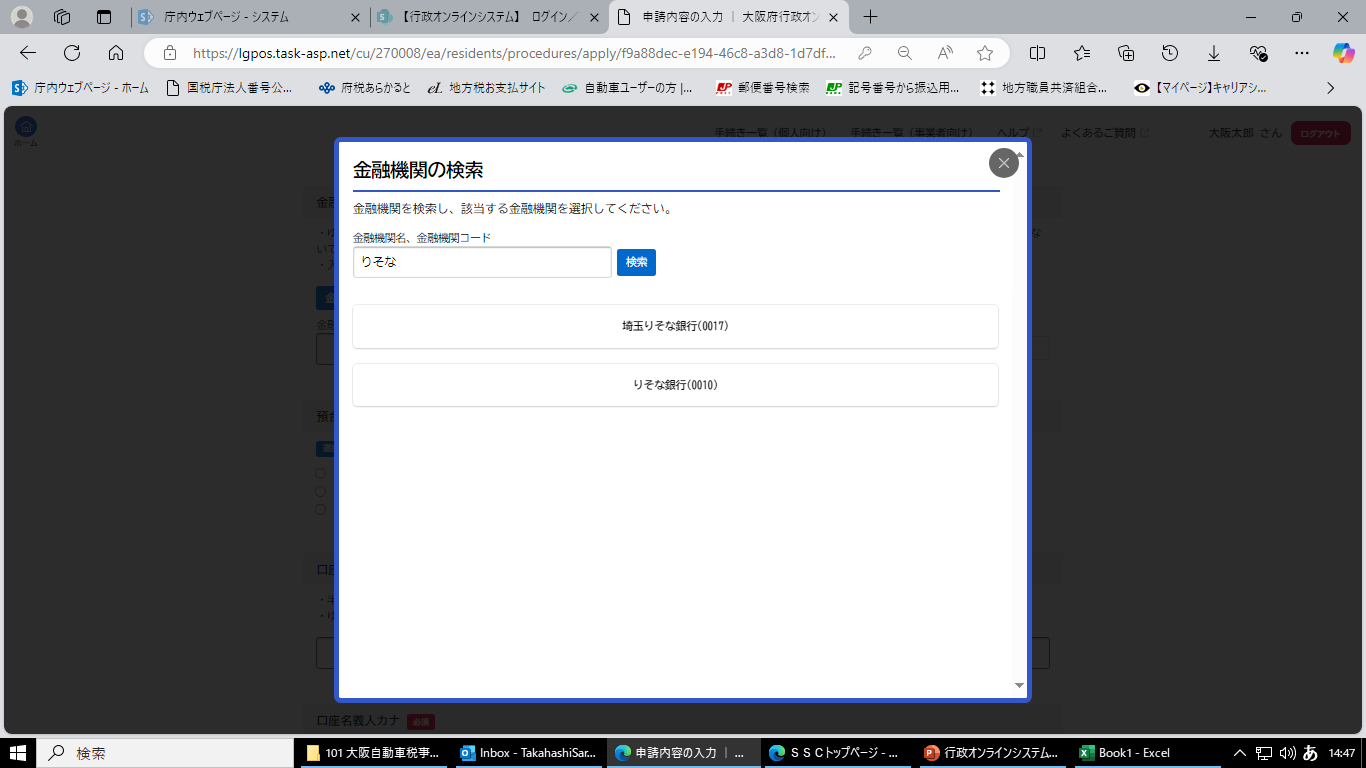 庁内ウェブページ - システム
【行政オンラインシステム】 ログイン／
申請内容の入力 ｜ 大阪府行政オン
https://lgpos.task-asp.net/cu/270008/ea/residents/procedures/apply/f9a88dec-e194-46c8-a3d8-1d7df...
庁内ウェブページ - ホーム
国税庁法人番号公...
府税あらかると
eL 地方税お支払サイト
自動車ユーザーの方 |...
郵便番号検索
記号番号から振込用...
地方職員共済組合...
【マイページ】キャリアシ...
ホーム
手続き一覧（個人向け）
手続き一覧（事業者向け）
ヘルプ
よくあるご質問
大阪太郎 さん
ログアウト
金融機関の検索
金融機関を検索し、該当する金融機関を選択してください。
金融機関名、金融機関コード
りそな
検索
埼玉りそな銀行(0017)
りそな銀行(0010)
口座名義人カナ 必須
検索
101 大阪自動車税事...
Inbox - TakahashiSar...
申請内容の入力 ｜ ...
ＳＳＣトップページ - ...
行政オンラインシステム...
Book1 - Excel
あ
14:47